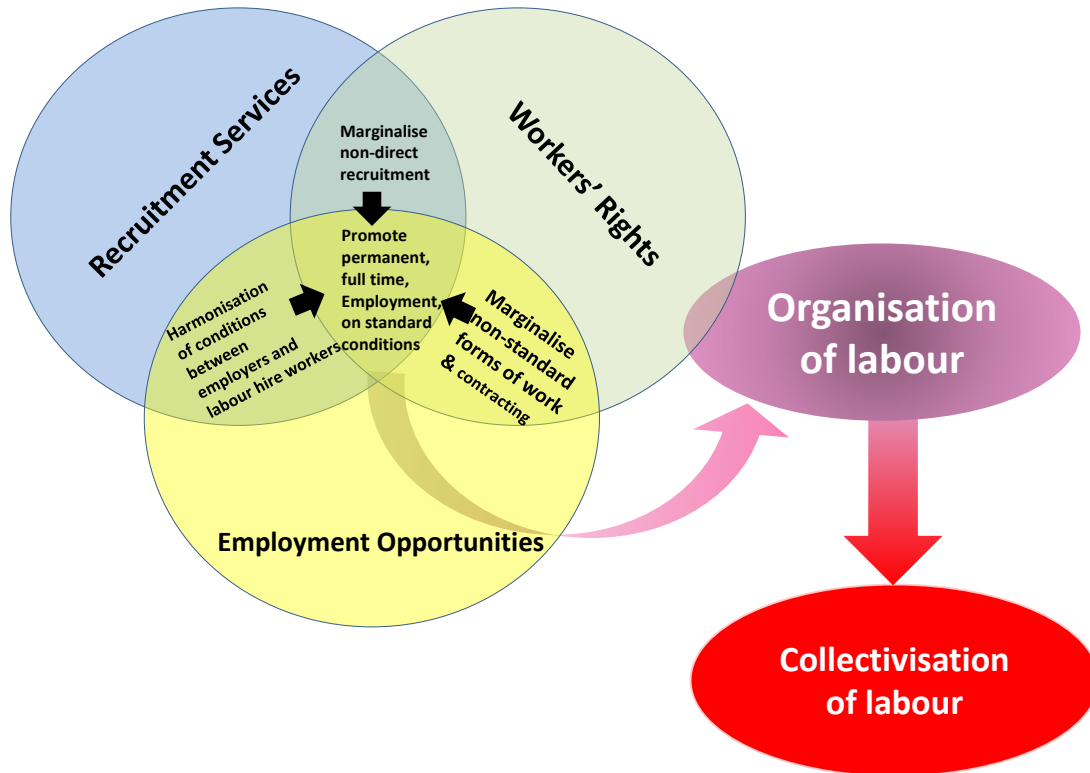 Recruitment Services
Workers' Rights
Marginalise
non-direct
recruitment
Promote
permanent,
full time,
Employment,
on standard
conditions
Harmonisation
of conditions
between
employers and
labour hire workers
Marginalise
non-standard
forms of work
& contracting
Employment Opportunities
Organisation
of labour
Collectivisation
of labour